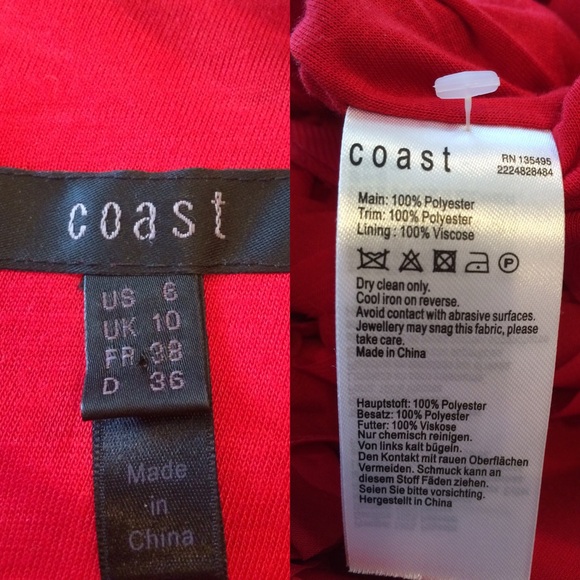 coast
US 6
UK 10
FR 38
D 36
Made
in
China
coast
RN 135495
2224828484
Main: 100% Polyester
Trim: 100% Polyester
Lining : 100% Viscose
Dry clean only.
Cool iron on reverse.
Avoid contact with abrasive surfaces.
Jewellery may snag this fabric, please
take care.
Made in China
Hauptstoff: 100% Polyester
Besatz: 100% Polyester
Futter: 100% Viskose
Nur chemisch reinigen.
Von links kalt bügeln.
Den Kontakt mit rauen Oberflächen
Vermeiden. Schmuck kann an
diesem Stoff Fäden ziehen.
Seien Sie bitte vorsichting.
Hergestellt in China